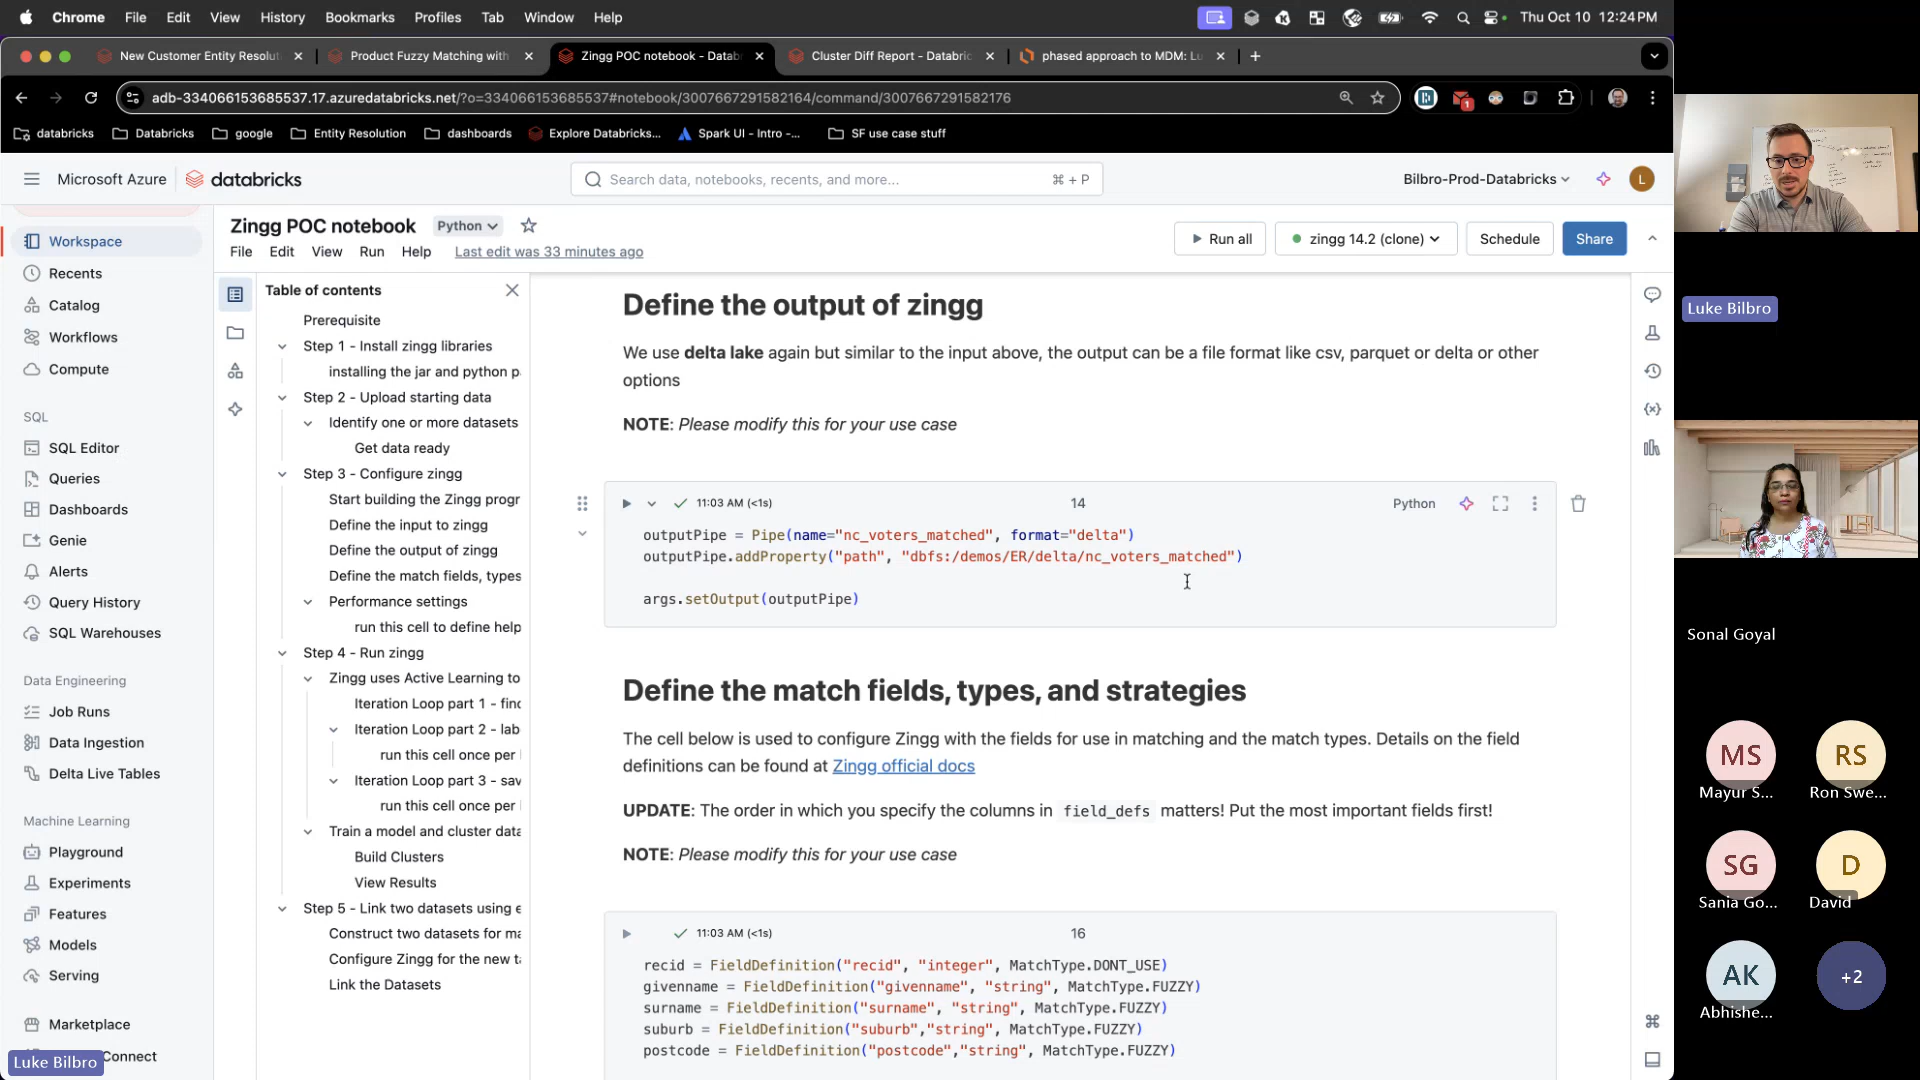 Chrome File Edit View History Bookmarks Profiles Tab Window Help Thu Oct 10 12:24 PM
New Customer Entity Resolut Product Fuzzy Matching with Zingg POC notebook - Datab Cluster Diff Report - Databric phased approach to MDM: Lu
adb-334066153685537.17.azuredatabricks.net/?o=334066153685537#notebook/3007667291582164/command/3007667291582176
1
databricks Databricks google Entity Resolution dashboards Explore Databricks... Spark UI - Intro -... SF use case stuff
Microsoft Azure databricks Search data, notebooks, recents, and more... ⌘ + P Bilbro-Prod-Databricks L
Workspace
Recents
Catalog
Workflows
Compute
SQL
SQL Editor
Queries
Dashboards
Genie
Alerts
Query History
SQL Warehouses
Data Engineering
Job Runs
Data Ingestion
Delta Live Tables
Machine Learning
Playground
Experiments
Features
Models
Serving
Marketplace
Connect
Luke Bilbro
Zingg POC notebook Python
File Edit View Run Help Last edit was 33 minutes ago
Run all zingg 14.2 (clone) Schedule Share
Table of contents
Prerequisite
Step 1 - Install zingg libraries
installing the jar and python p
Step 2 - Upload starting data
Identify one or more datasets
Get data ready
Step 3 - Configure zingg
Start building the Zingg progr
Define the input to zingg
Define the output of zingg
Define the match fields, types
Performance settings
run this cell to define help
Step 4 - Run zingg
Zingg uses Active Learning to
Iteration Loop part 1 - find
Iteration Loop part 2 - lab
run this cell once per
Iteration Loop part 3 - sav
run this cell once per
Train a model and cluster data
Build Clusters
View Results
Step 5 - Link two datasets using e
Construct two datasets for ma
Configure Zingg for the new ta
Link the Datasets
Define the output of zingg
We use delta lake again but similar to the input above, the output can be a file format like csv, parquet or delta or other
options
NOTE: Please modify this for your use case
11:03 AM (<1s) 14 Python
outputPipe = Pipe(name="nc_voters_matched", format="delta")
outputPipe.addProperty("path", "dbfs:/demos/ER/delta/nc_voters_matched")
args.setOutput(outputPipe)
Define the match fields, types, and strategies
The cell below is used to configure Zingg with the fields for use in matching and the match types. Details on the field
definitions can be found at Zingg official docs
UPDATE: The order in which you specify the columns in field_defs matters! Put the most important fields first!
NOTE: Please modify this for your use case
11:03 AM (<1s) 16
recid = FieldDefinition("recid", "integer", MatchType.DONT_USE)
givenname = FieldDefinition("givenname", "string", MatchType.FUZZY)
surname = FieldDefinition("surname", "string", MatchType.FUZZY)
suburb = FieldDefinition("suburb","string", MatchType.FUZZY)
postcode = FieldDefinition("postcode","string", MatchType.FUZZY)
Luke Bilbro
Sonal Goyal
MS RS
Mayur S... Ron Swe...
SG D
Sania Go... David
AK +2
Abhishe...